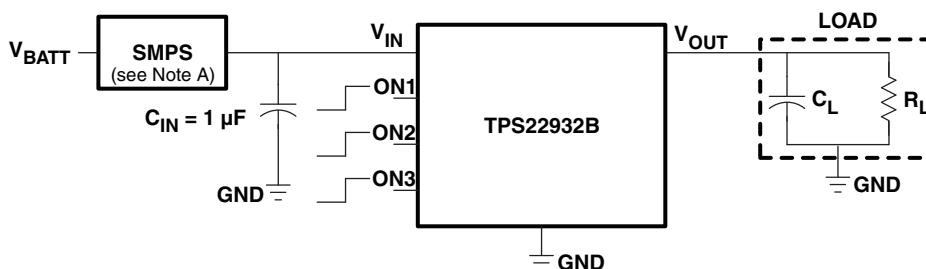 LOAD
V_BATT
SMPS
(see Note A)
V_IN
V_OUT
ON1
C_IN = 1 µF
ON2
TPS22932B
C_L
R_L
ON3
GND
GND
GND